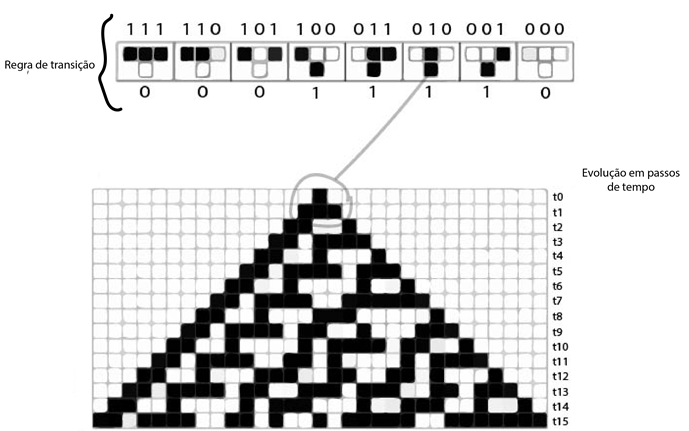 111 110 101 100 011 010 001 000
Regra de transição
0 0 0 1 1 1 1 0
Evolução em passos
de tempo
t0
t1
t2
t3
t4
t5
t6
t7
t8
t9
t10
t11
t12
t13
t14
t15